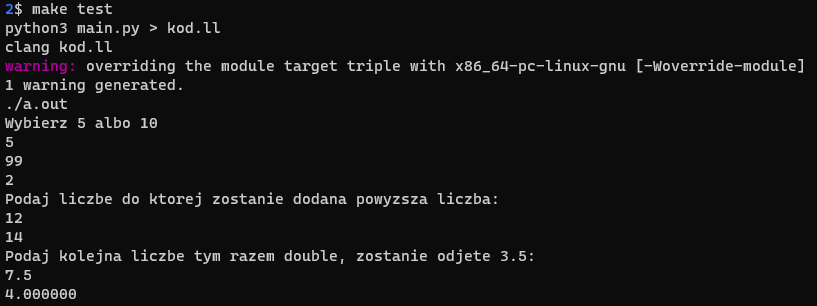 2$ make test
python3 main.py > kod.ll
clang kod.ll
warning: overriding the module target triple with x86_64-pc-linux-gnu [-Woverride-module]
1 warning generated.
./a.out
Wybierz 5 albo 10
5
99
2
Podaj liczbe do ktorej zostanie dodana powyzsza liczba:
12
14
Podaj kolejna liczbe tym razem double, zostanie odjete 3.5:
7.5
4.000000